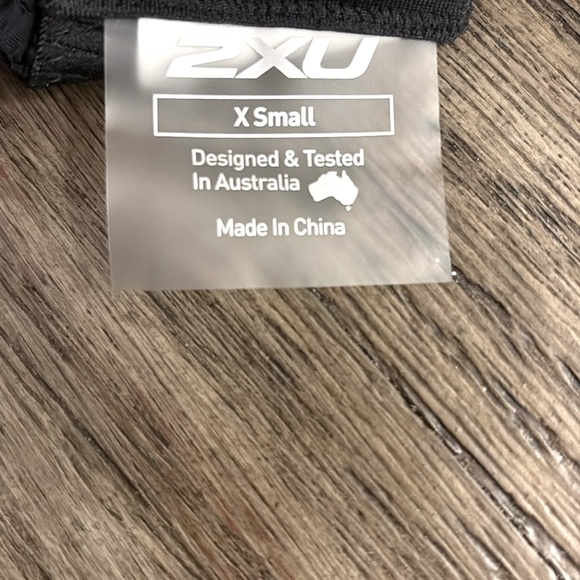 2XU
X Small
Designed & Tested
In Australia
Made In China